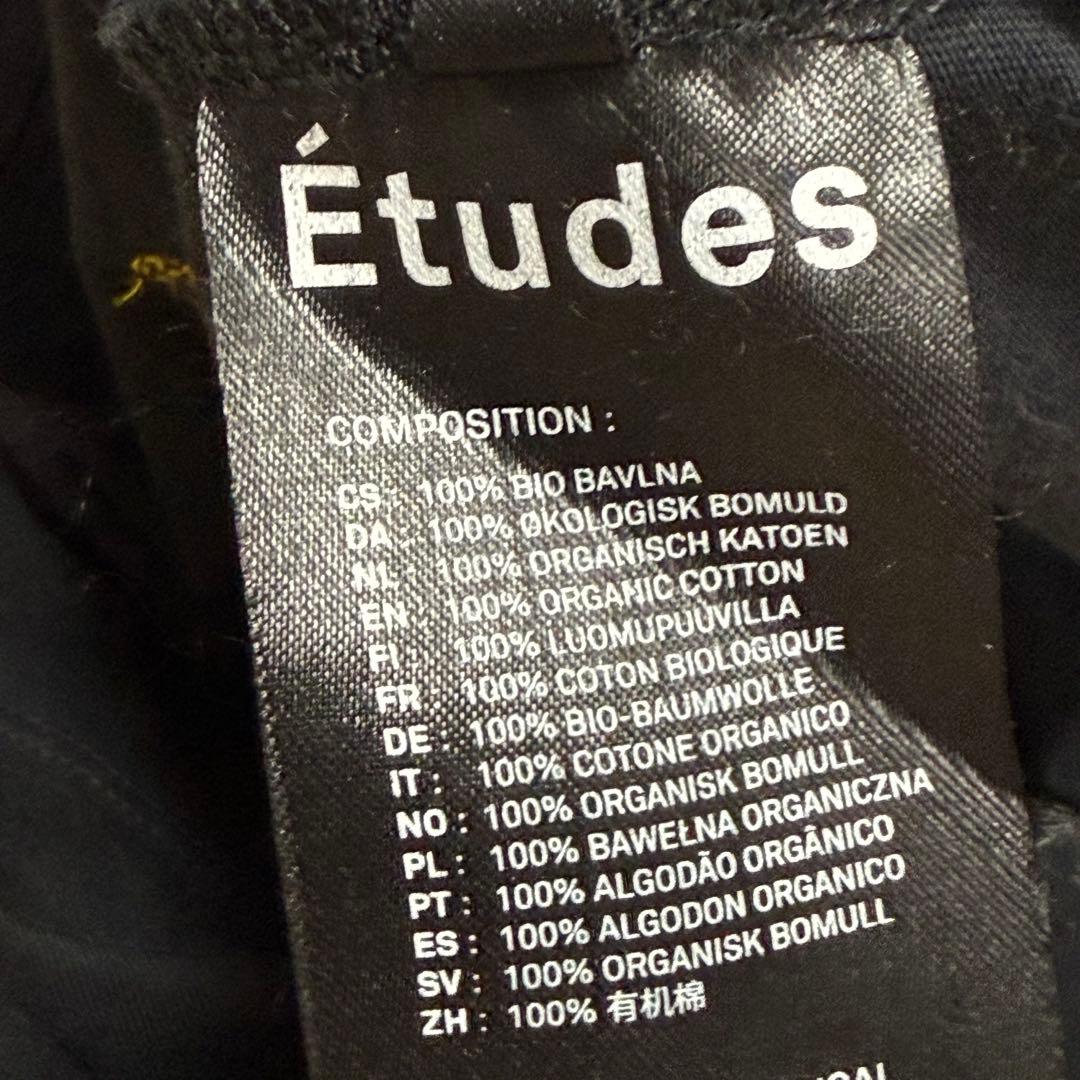 Études
COMPOSITION :
CS : 100% BIO BAVLNA
DA : 100% ØKOLOGISK BOMULD
NL : 100% ORGANISCH KATOEN
EN : 100% ORGANIC COTTON
FI : 100% LUOMUPUUVILLA
FR : 100% COTON BIOLOGIQUE
DE : 100% BIO-BAUMWOLLE
IT : 100% COTONE ORGANICO
NO : 100% ORGANISK BOMULL
PL : 100% BAWEŁNA ORGANICZNA
PT : 100% ALGODÃO ORGÂNICO
ES : 100% ALGODON ORGANICO
SV : 100% ORGANISK BOMULL
ZH : 100% 有机棉